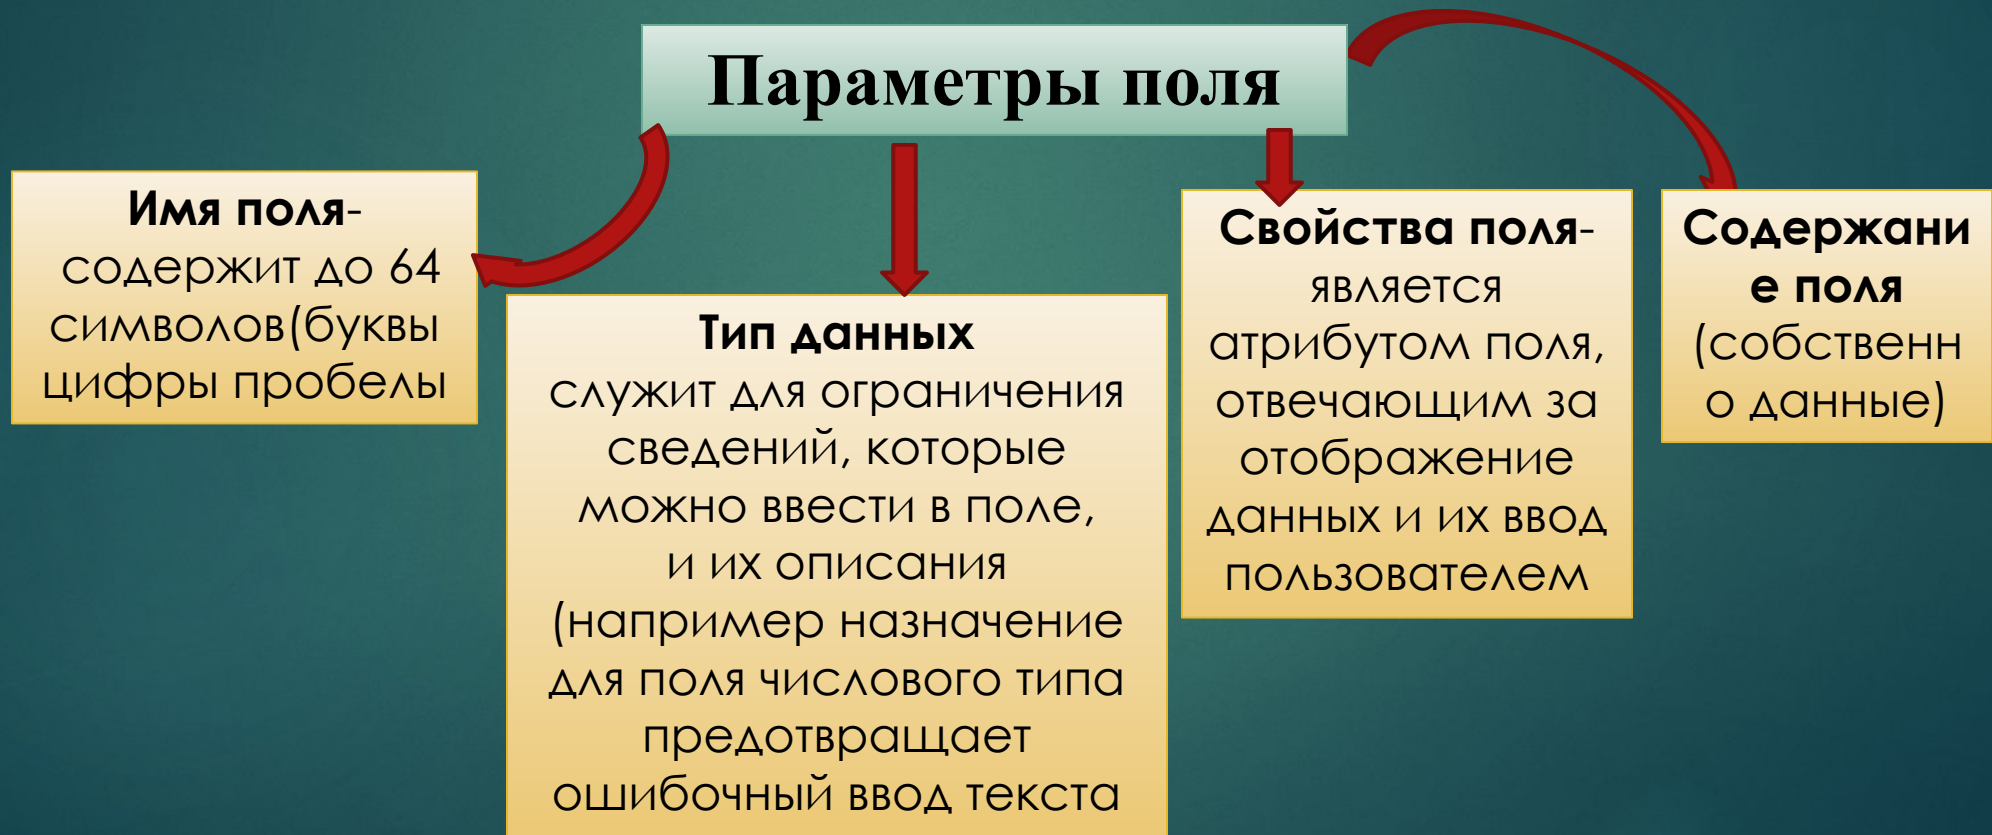 Параметры поля
Имя поля-
содержит до 64
символов(буквы
цифры пробелы
Тип данных
служит для ограничения
сведений, которые
можно ввести в поле,
и их описания
(например назначение
для поля числового типа
предотвращает
ошибочный ввод текста
Свойства поля-
является
атрибутом поля,
отвечающим за
отображение
данных и их ввод
пользователем
Содержани
е поля
(собственн
о данные)